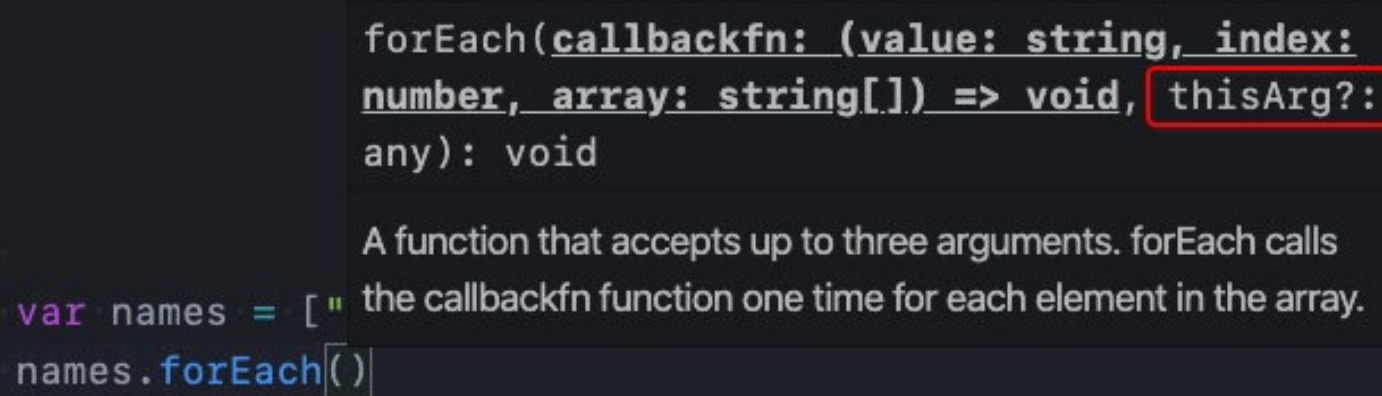 forEach(callbackfn: (value: string, index:
number, array: string[]) => void, thisArg?:
any): void
A function that accepts up to three arguments. forEach calls
the callbackfn function one time for each element in the array.
var names = ["
names.forEach()